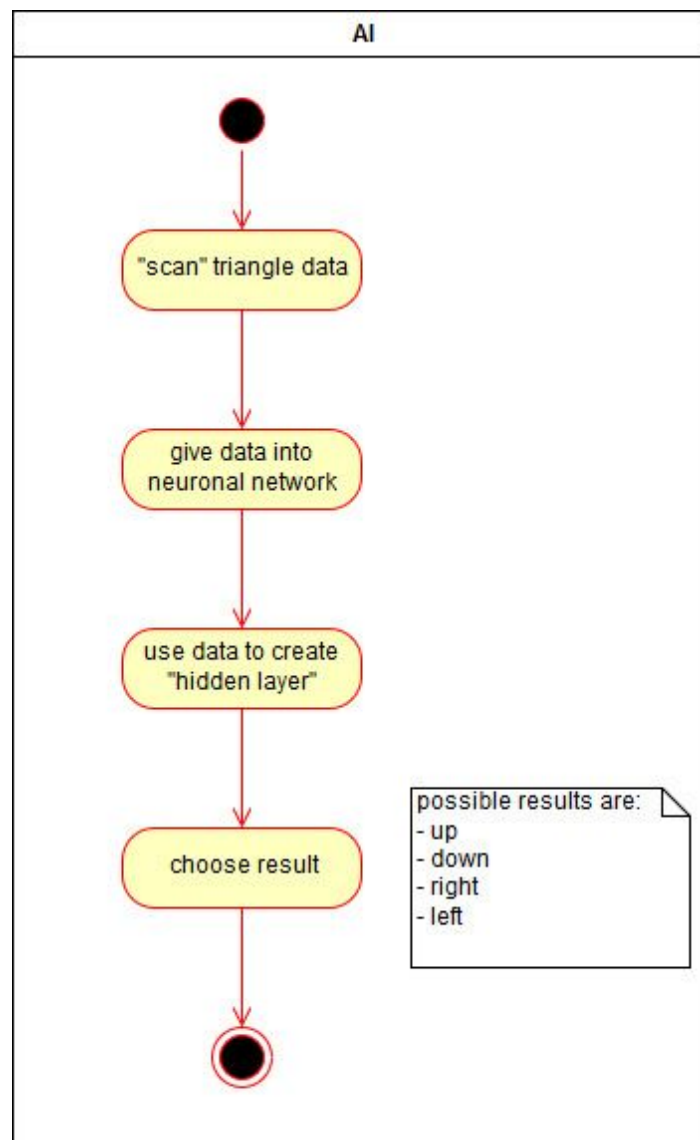 AI
"scan" triangle data
give data into
neuronal network
use data to create
"hidden layer"
choose result
possible results are:
- up
- down
- right
- left